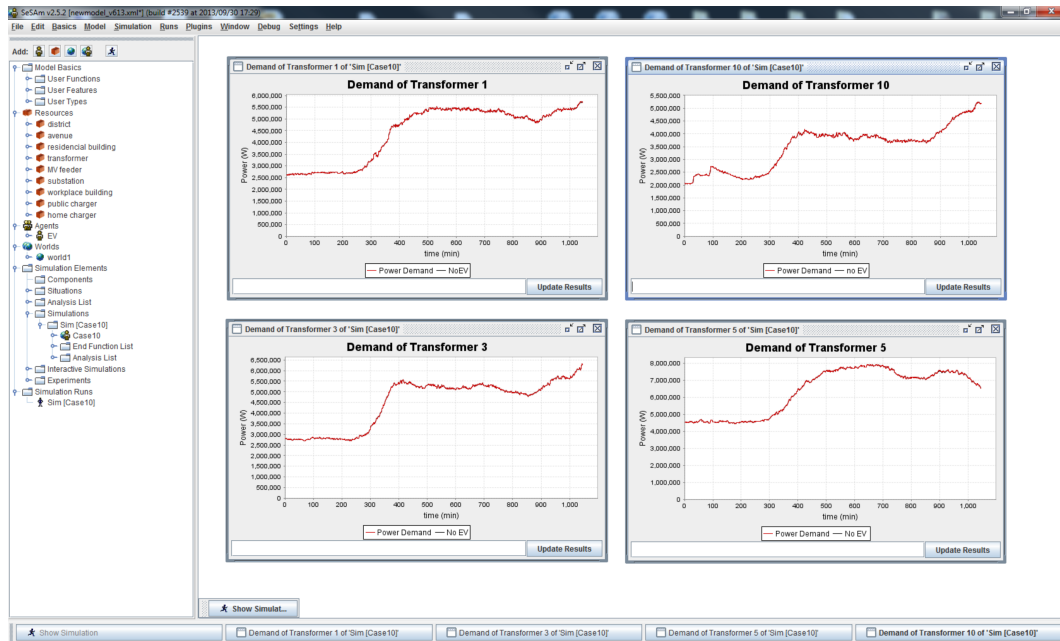 SeSAm v2.5.2 [newmodel_v613.xml*] (build #2539 at 2013/09/30 17:29)
File Edit Basics Model Simulation Runs Plugins Window Debug Settings Help
Add:
Model Basics
User Functions
User Features
User Types
Resources
district
avenue
residencial building
transformer
MV feeder
substation
workplace building
public charger
home charger
Agents
EV
Worlds
world1
Simulation Elements
Components
Situations
Analysis List
Simulations
Sim [Case10]
Case10
End Function List
Analysis List
Interactive Simulations
Experiments
Simulation Runs
Sim [Case10]
Demand of Transformer 1 of 'Sim [Case10]'
Demand of Transformer 1
6,000,000
5,500,000
5,000,000
4,500,000
4,000,000
3,500,000
3,000,000
2,500,000
2,000,000
1,500,000
1,000,000
500,000
0
Power (W)
0 100 200 300 400 500 600 700 800 900 1,000
time (min)
Power Demand NoEV
Update Results
Demand of Transformer 10 of 'Sim [Case10]'
Demand of Transformer 10
5,500,000
5,000,000
4,500,000
4,000,000
3,500,000
3,000,000
2,500,000
2,000,000
1,500,000
1,000,000
500,000
0
Power (W)
0 100 200 300 400 500 600 700 800 900 1,000
time (min)
Power Demand no EV
Update Results
Demand of Transformer 3 of 'Sim [Case10]'
Demand of Transformer 3
6,500,000
6,000,000
5,500,000
5,000,000
4,500,000
4,000,000
3,500,000
3,000,000
2,500,000
2,000,000
1,500,000
1,000,000
500,000
0
Power (W)
0 100 200 300 400 500 600 700 800 900 1,000
time (min)
Power Demand No EV
Update Results
Demand of Transformer 5 of 'Sim [Case10]'
Demand of Transformer 5
8,000,000
7,000,000
6,000,000
5,000,000
4,000,000
3,000,000
2,000,000
1,000,000
0
Power (W)
0 100 200 300 400 500 600 700 800 900 1,000
time (min)
Power Demand No EV
Update Results
Show Simulat...
Show Simulation
Demand of Transformer 1 of 'Sim [Case10]'
Demand of Transformer 3 of 'Sim [Case10]'
Demand of Transformer 5 of 'Sim [Case10]'
Demand of Transformer 10 of 'Sim [Case10]'